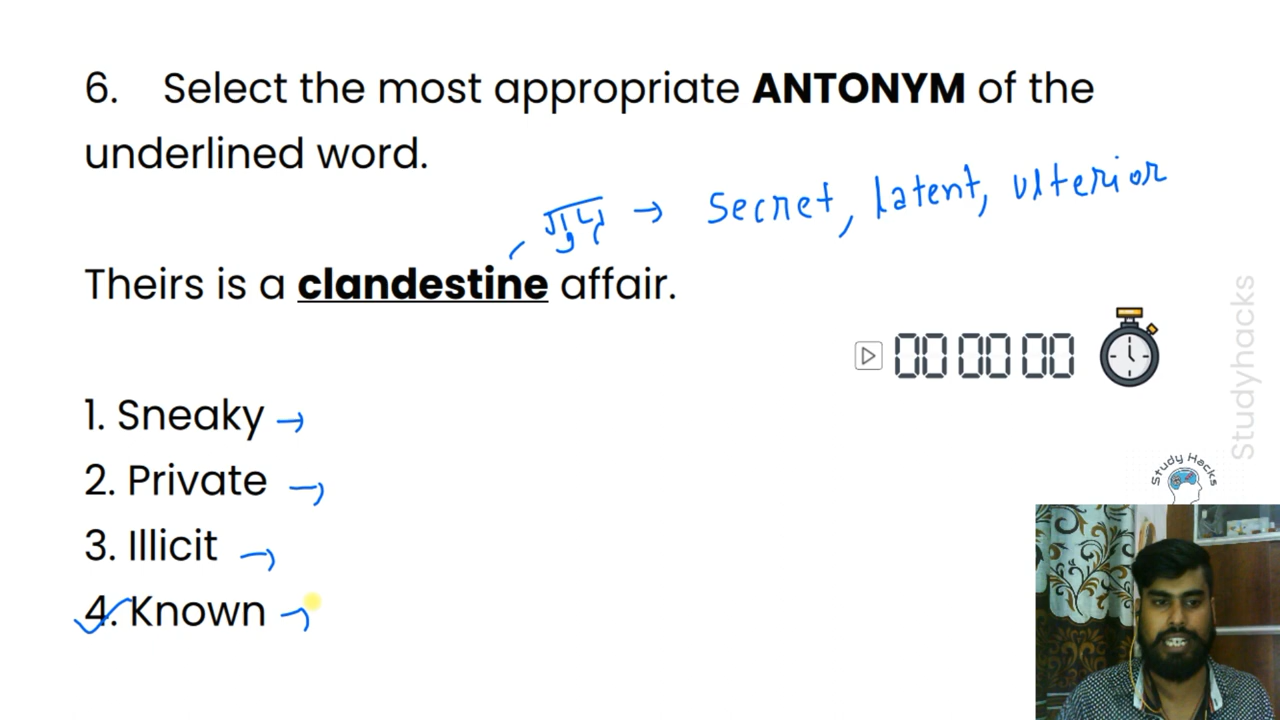 6. Select the most appropriate ANTONYM of the
underlined word.
गुप्त → Secret, latent, ulterior
Theirs is a clandestine affair.
00 00 00
1. Sneaky →
2. Private →
3. Illicit →
4. Known →
Studyhacks
Study Hacks